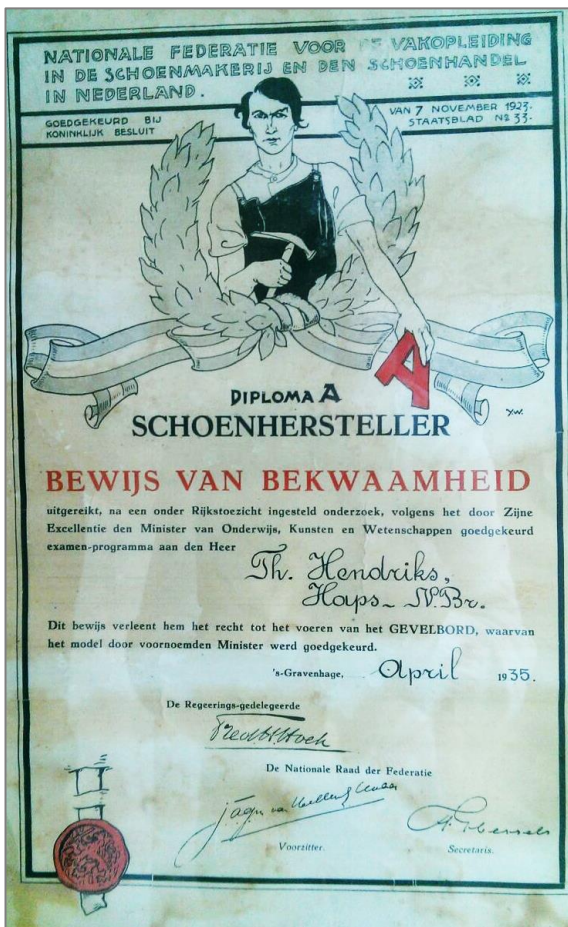 NATIONALE FEDERATIE VOOR DE VAKOPLEIDING
IN DE SCHOENMAKERIJ EN DEN SCHOENHANDEL
IN NEDERLAND.
GOEDGEKEURD BIJ
KONINKLIJK BESLUIT
VAN 7 NOVEMBER 1923.
STAATSBLAD No 33.
A
Y.W.
DIPLOMA A
SCHOENHERSTELLER
BEWIJS VAN BEKWAAMHEID
uitgereikt, na een onder Rijkstoezicht ingesteld onderzoek, volgens het door Zijne
Excellentie den Minister van Onderwijs, Kunsten en Wetenschappen goedgekeurd
examen-programma aan den Heer
Th. Hendriks,
Haps - N.Br.
Dit bewijs verleent hem het recht tot het voeren van het GEVELBORD, waarvan
het model door voornoemden Minister werd goedgekeurd.
's-Gravenhage, April 1935.
De Regeerings-gedelegeerde
De Nationale Raad der Federatie
Voorzitter.
Secretaris.